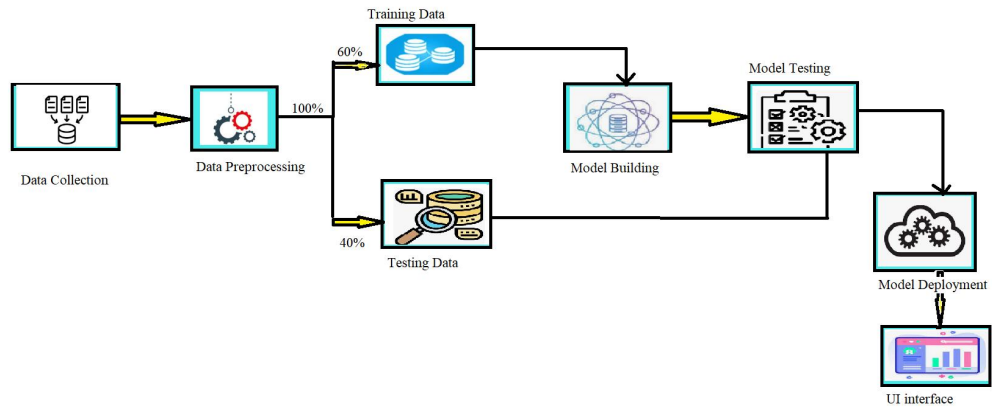 Training Data
60%
Model Testing
100%
Data Preprocessing
Model Building
Data Collection
40%
Testing Data
Model Deployment
UI interface